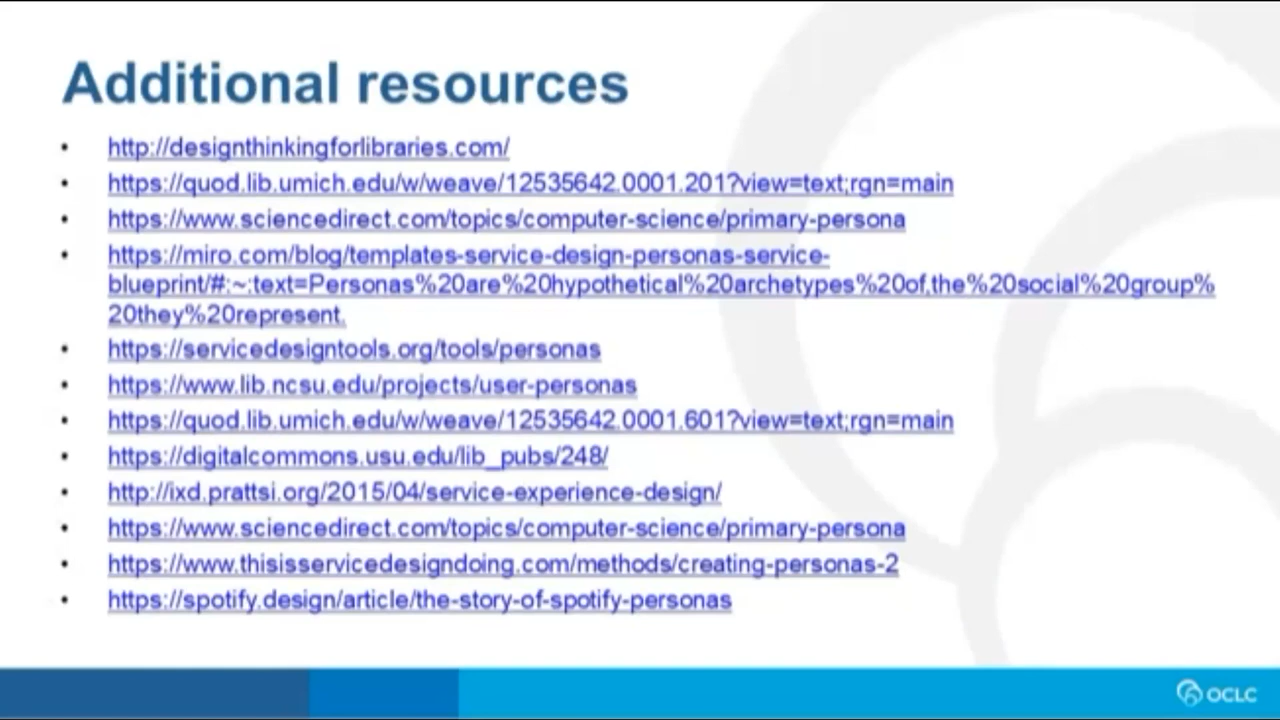 Additional resources
• http://designthinkingforlibraries.com/
• https://quod.lib.umich.edu/w/weave/12535642.0001.201?view=text;rgn=main
• https://www.sciencedirect.com/topics/computer-science/primary-persona
• https://miro.com/blog/templates-service-design-personas-service-
blueprint/#:~:text=Personas%20are%20hypothetical%20archetypes%20of,the%20social%20group%
20they%20represent.
• https://servicedesigntools.org/tools/personas
• https://www.lib.ncsu.edu/projects/user-personas
• https://quod.lib.umich.edu/w/weave/12535642.0001.601?view=text;rgn=main
• https://digitalcommons.usu.edu/lib_pubs/248/
• http://ixd.prattsi.org/2015/04/service-experience-design/
• https://www.sciencedirect.com/topics/computer-science/primary-persona
• https://www.thisisservicedesigndoing.com/methods/creating-personas-2
• https://spotify.design/article/the-story-of-spotify-personas
OCLC